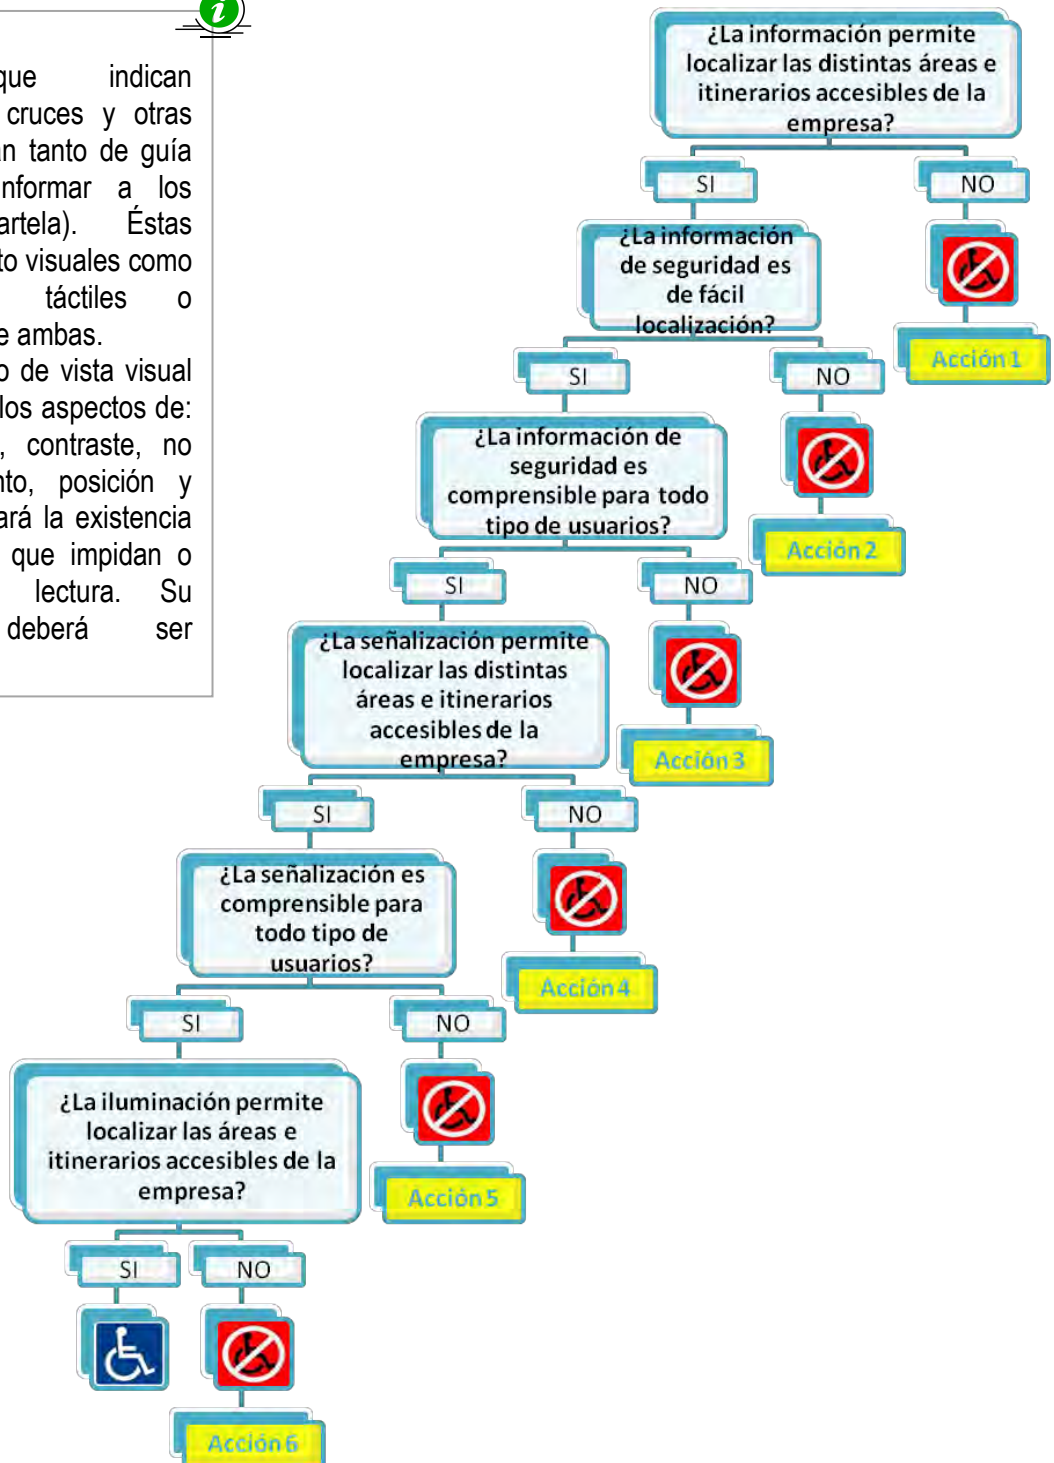 que indican
cruces y otras
tanto de guía
a los
Éstas
visuales como
táctiles o
ambas.
de vista visual
los aspectos de:
contraste, no
posición y
la existencia
que impidan o
lectura. Su
deberá ser
¿La información permite
localizar las distintas áreas e
itinerarios accesibles de la
empresa?
SI
NO
Acción 1
¿La información
de seguridad es
de fácil
localización?
SI
NO
Acción 2
¿La información de
seguridad es
comprensible para todo
tipo de usuarios?
SI
NO
Acción 3
¿La señalización permite
localizar las distintas
áreas e itinerarios
accesibles de la
empresa?
SI
NO
Acción 4
¿La señalización es
comprensible para
todo tipo de
usuarios?
SI
NO
Acción 5
¿La iluminación permite
localizar las áreas e
itinerarios accesibles de la
empresa?
SI
NO
Acción 6